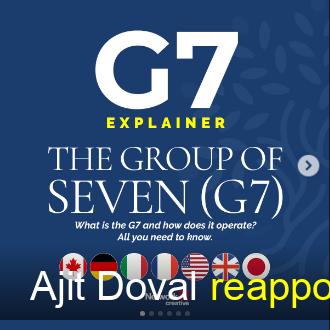 G7
EXPLAINER
THE GROUP OF
SEVEN (G7)
What is the G7 and how does it operate?
All you need to know.
Ajit Doval reappo
creative